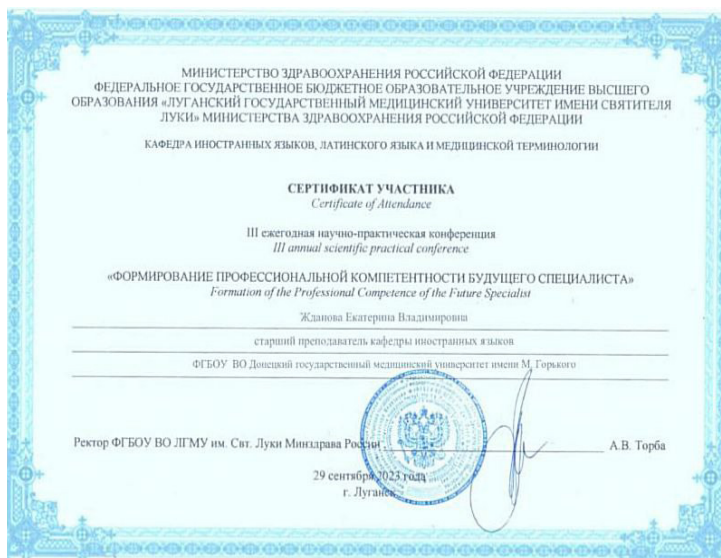 МИНИСТЕРСТВО ЗДРАВООХРАНЕНИЯ РОССИЙСКОЙ ФЕДЕРАЦИИ
ФЕДЕРАЛЬНОЕ ГОСУДАРСТВЕННОЕ БЮДЖЕТНОЕ ОБРАЗОВАТЕЛЬНОЕ УЧРЕЖДЕНИЕ ВЫСШЕГО
ОБРАЗОВАНИЯ «ЛУГАНСКИЙ ГОСУДАРСТВЕННЫЙ МЕДИЦИНСКИЙ УНИВЕРСИТЕТ ИМЕНИ СВЯТИТЕЛЯ
ЛУКИ» МИНИСТЕРСТВА ЗДРАВООХРАНЕНИЯ РОССИЙСКОЙ ФЕДЕРАЦИИ
КАФЕДРА ИНОСТРАННЫХ ЯЗЫКОВ, ЛАТИНСКОГО ЯЗЫКА И МЕДИЦИНСКОЙ ТЕРМИНОЛОГИИ
СЕРТИФИКАТ УЧАСТНИКА
Certificate of Attendance
III ежегодная научно-практическая конференция
III annual scientific practical conference
«ФОРМИРОВАНИЕ ПРОФЕССИОНАЛЬНОЙ КОМПЕТЕНТНОСТИ БУДУЩЕГО СПЕЦИАЛИСТА»
Formation of the Professional Competence of the Future Specialist
Жданова Екатерина Владимировна
старший преподаватель кафедры иностранных языков
ФГБОУ ВО Донецкий государственный медицинский университет имени М. Горького
Ректор ФГБОУ ВО ЛГМУ им. Свт. Луки Минздрава России А.В. Торба
29 сентября 2023 года
г. Луганск